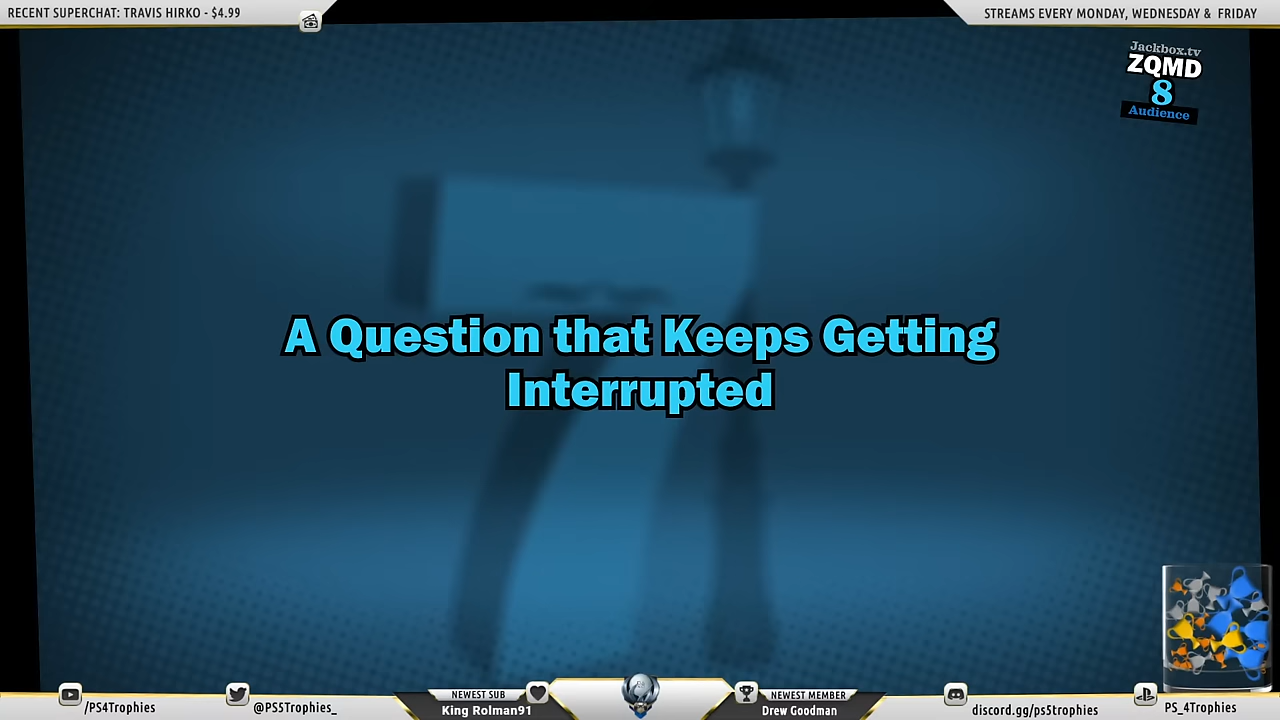 RECENT SUPERCHAT: TRAVIS HIRKO - $4.99
STREAMS EVERY MONDAY, WEDNESDAY & FRIDAY
Jackbox.tv
ZQMD
8
Audience
A Question that Keeps Getting
Interrupted
/PS4Trophies
@PS5Trophies_
NEWEST SUB
King Rolman91
NEWEST MEMBER
Drew Goodman
discord.gg/ps5trophies
PS_4Trophies